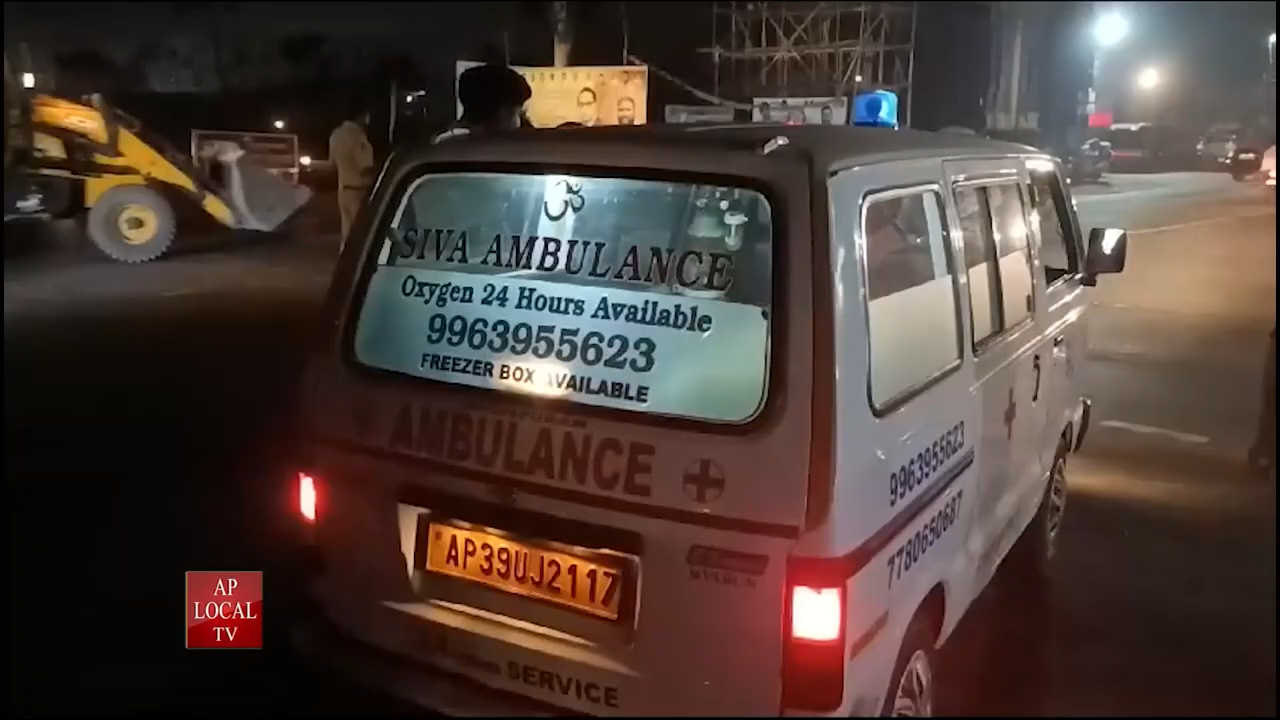 ॐ
SIVA AMBULANCE
Oxygen 24 Hours Available
9963955623
FREEZER BOX AVAILABLE
AMBULANCE
AP39UJ2117
SERVICE
9963955623
7780650687
AP
LOCAL
TV